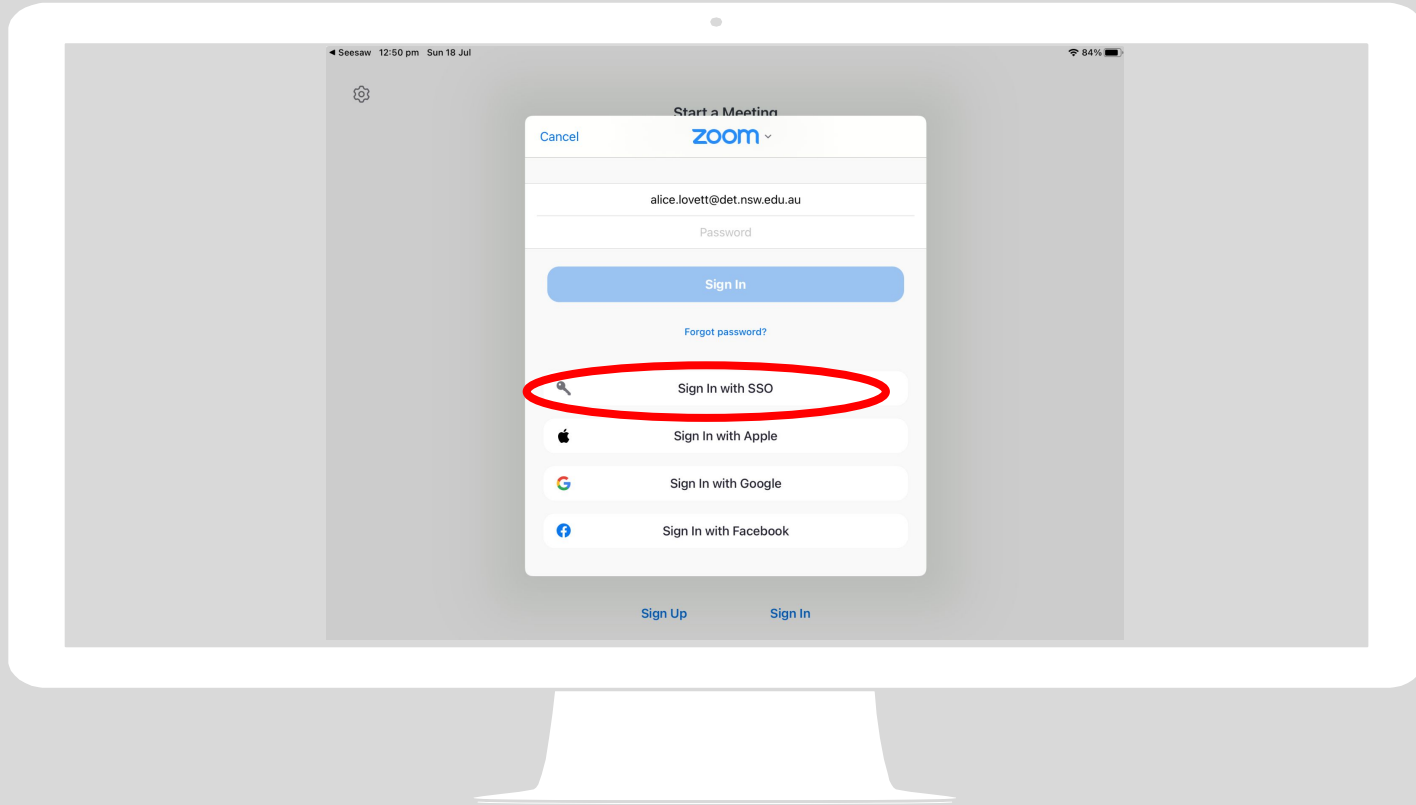 ◀ Seesaw 12:50 pm Sun 18 Jul 84%
Start a Meeting
Cancel zoom
alice.lovett@det.nsw.edu.au
Password
Sign In
Forgot password?
Sign In with SSO
Sign In with Apple
Sign In with Google
Sign In with Facebook
Sign Up Sign In